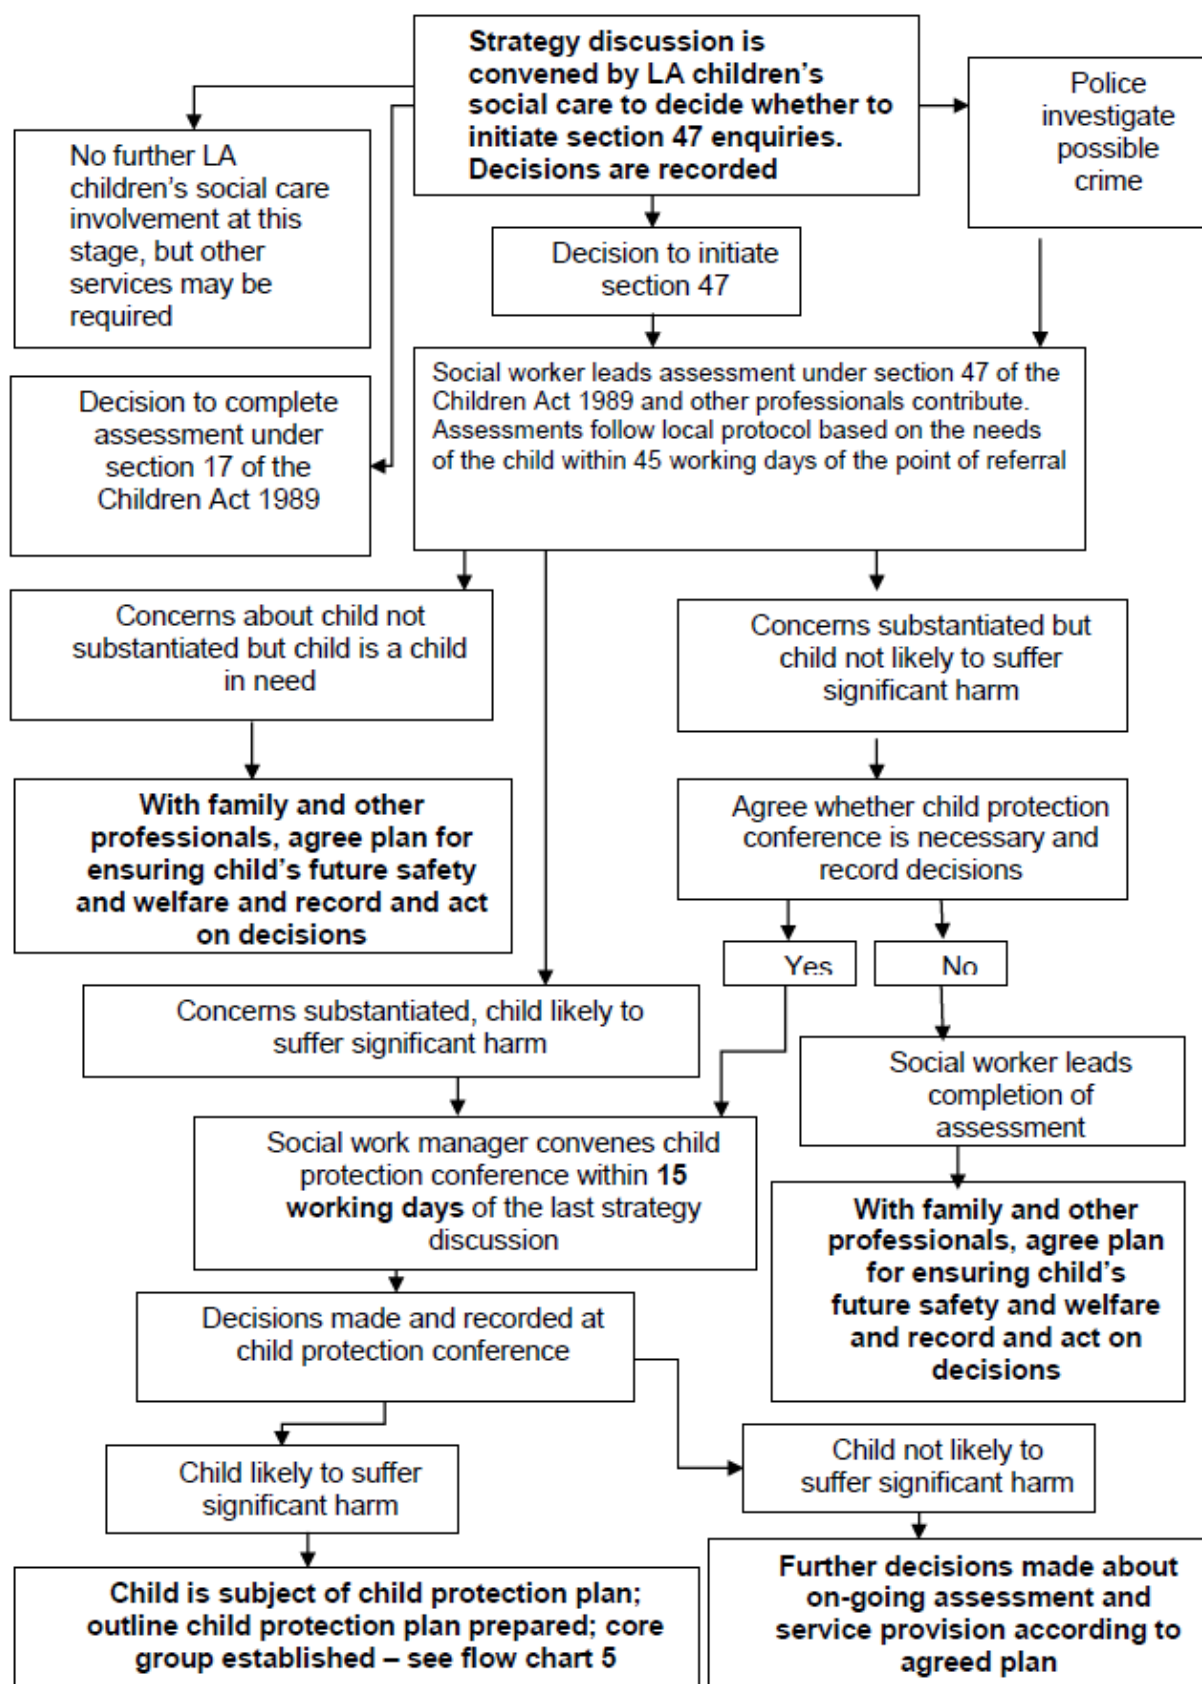 Strategy discussion is
convened by LA children's
social care to decide whether to
initiate section 47 enquiries.
Decisions are recorded
Police
investigate
possible
crime
No further LA
children's social care
involvement at this
stage, but other
services may be
required
Decision to initiate
section 47
Decision to complete
assessment under
section 17 of the
Children Act 1989
Social worker leads assessment under section 47 of the
Children Act 1989 and other professionals contribute.
Assessments follow local protocol based on the needs
of the child within 45 working days of the point of referral
Concerns about child not
substantiated but child is a child
in need
Concerns substantiated but
child not likely to suffer
significant harm
With family and other
professionals, agree plan for
ensuring child's future safety
and welfare and record and act
on decisions
Agree whether child protection
conference is necessary and
record decisions
Yes
No
Concerns substantiated, child likely to
suffer significant harm
Social worker leads
completion of
assessment
Social work manager convenes child
protection conference within 15
working days of the last strategy
discussion
With family and other
professionals, agree plan
for ensuring child's
future safety and welfare
and record and act on
decisions
Decisions made and recorded at
child protection conference
Child likely to suffer
significant harm
Child not likely to
suffer significant harm
Child is subject of child protection plan;
outline child protection plan prepared; core
group established – see flow chart 5
Further decisions made about
on-going assessment and
service provision according to
agreed plan